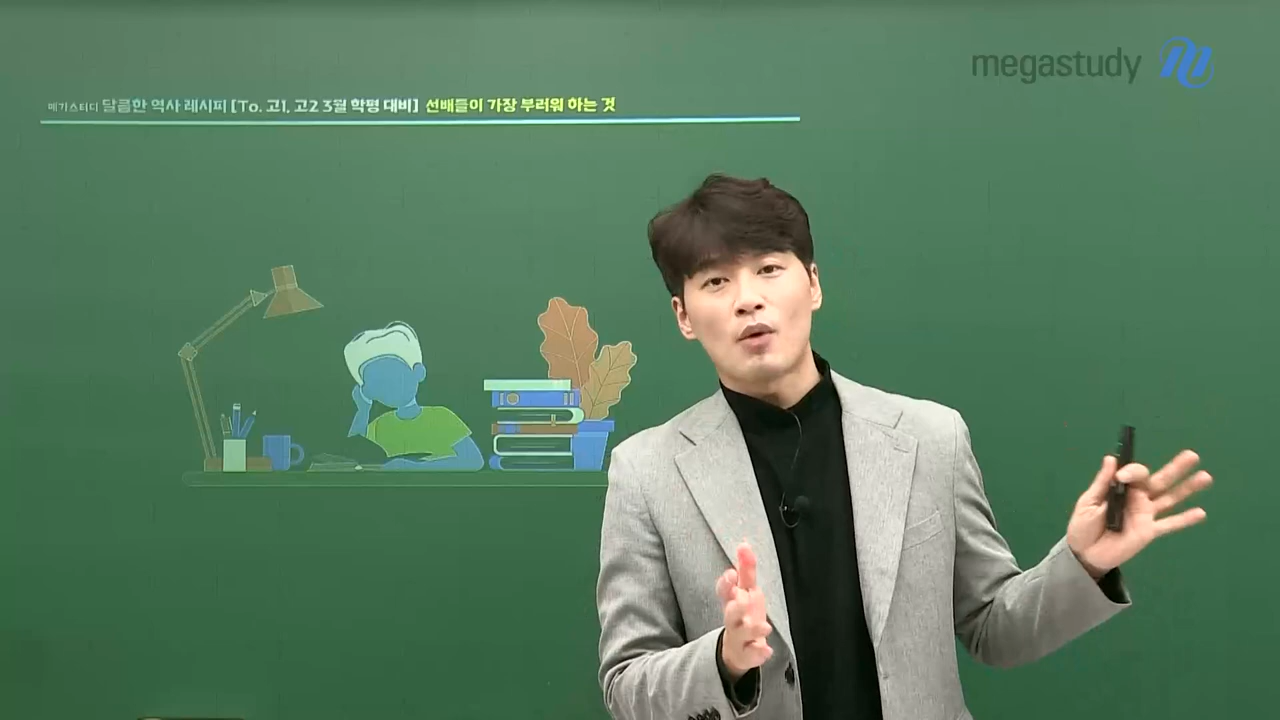 megastudy
메가스터디 달콤한 역사 레시피 [To. 고1, 고2 3월 학평 대비] 선배들이 가장 부러워 하는 것